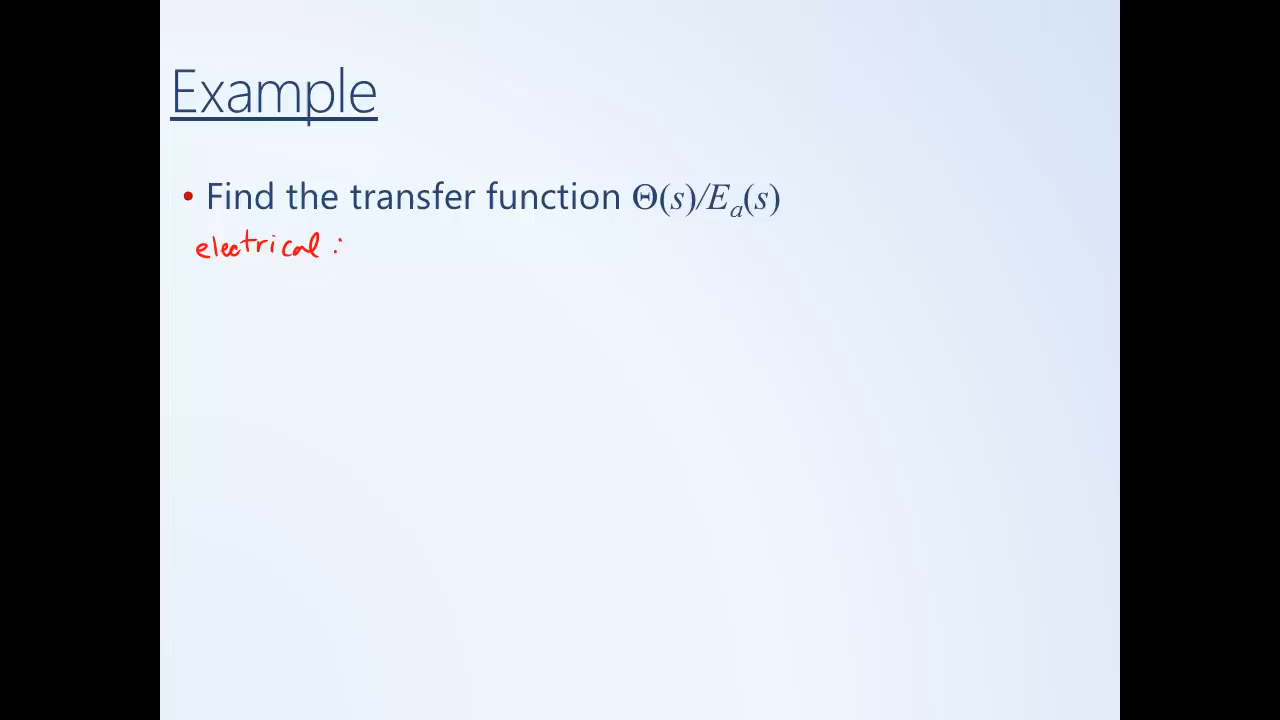 Example
• Find the transfer function Θ(s)/Eₐ(s)
electrical :